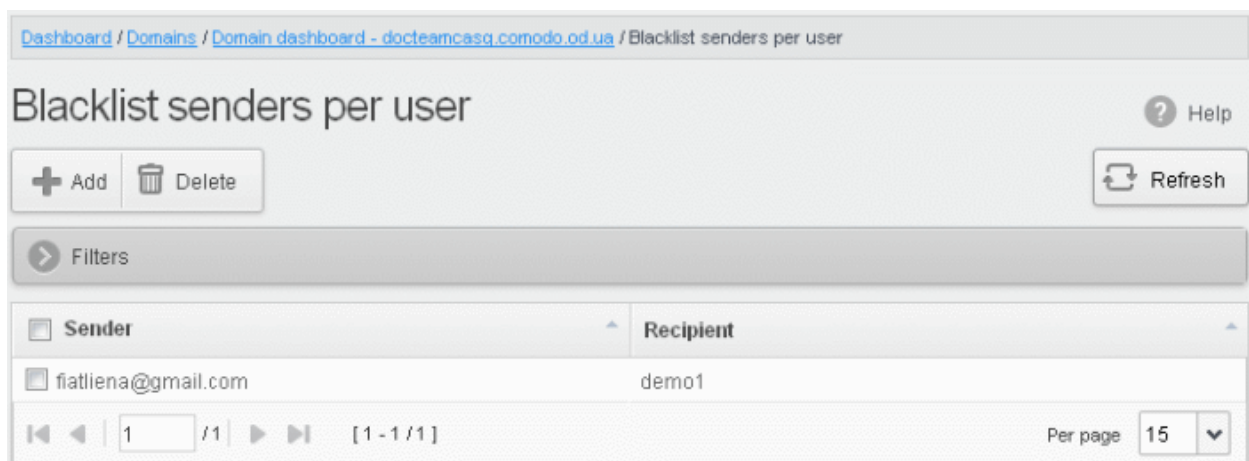 Dashboard / Domains / Domain dashboard - docteamcasq.comodo.od.ua / Blacklist senders per user
Blacklist senders per user
Help
Add Delete
Refresh
Filters
Sender Recipient
fiatliena@gmail.com demo1
1 /1 [1-1/1] Per page 15